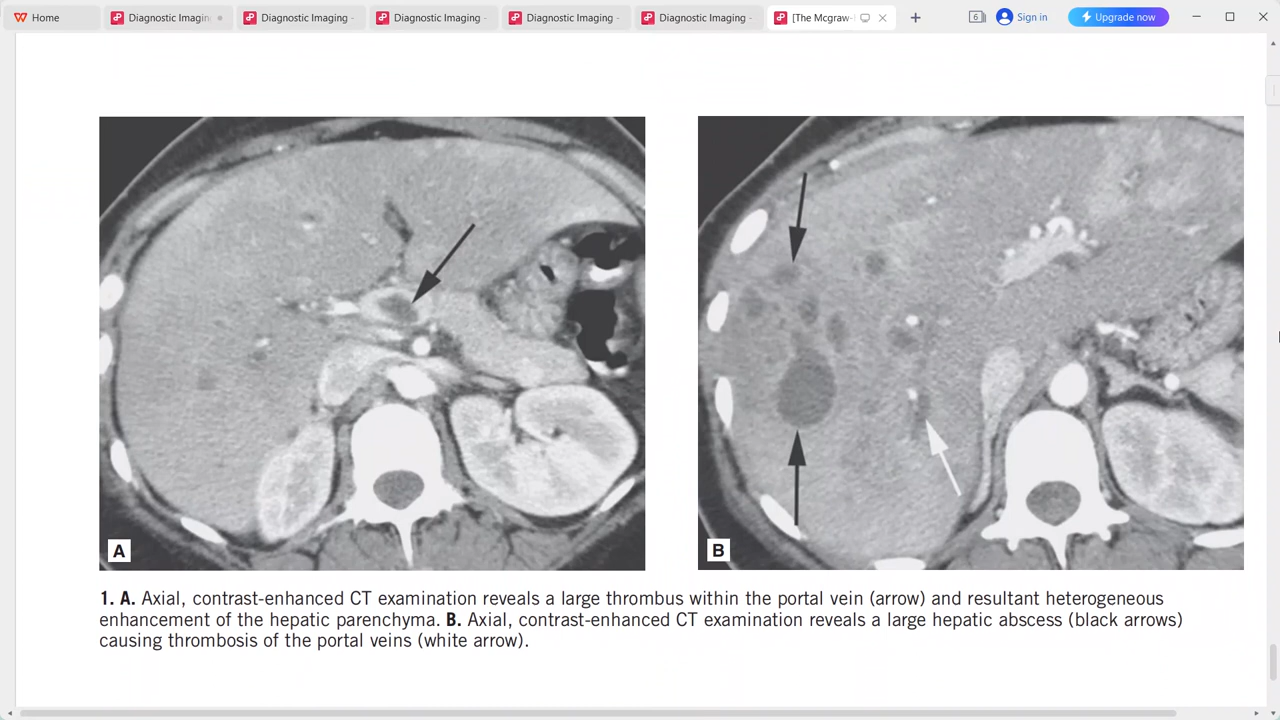 Home
Diagnostic Imaging
Diagnostic Imaging -
Diagnostic Imaging -
Diagnostic Imaging -
Diagnostic Imaging -
[The Mcgraw-
6
Sign in
Upgrade now
A
B
1. A. Axial, contrast-enhanced CT examination reveals a large thrombus within the portal vein (arrow) and resultant heterogeneous
enhancement of the hepatic parenchyma. B. Axial, contrast-enhanced CT examination reveals a large hepatic abscess (black arrows)
causing thrombosis of the portal veins (white arrow).